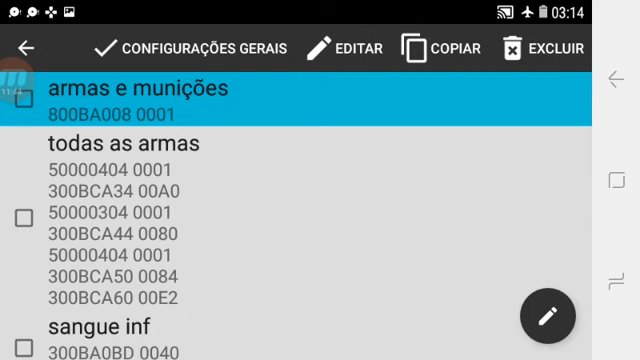 03:14
CONFIGURAÇÕES GERAIS EDITAR COPIAR EXCLUIR
armas e munições
800BA008 0001
todas as armas
50000404 0001
300BCA34 00A0
50000304 0001
300BCA44 0080
50000404 0001
300BCA50 0084
300BCA60 00E2
sangue inf
300BA0BD 0040